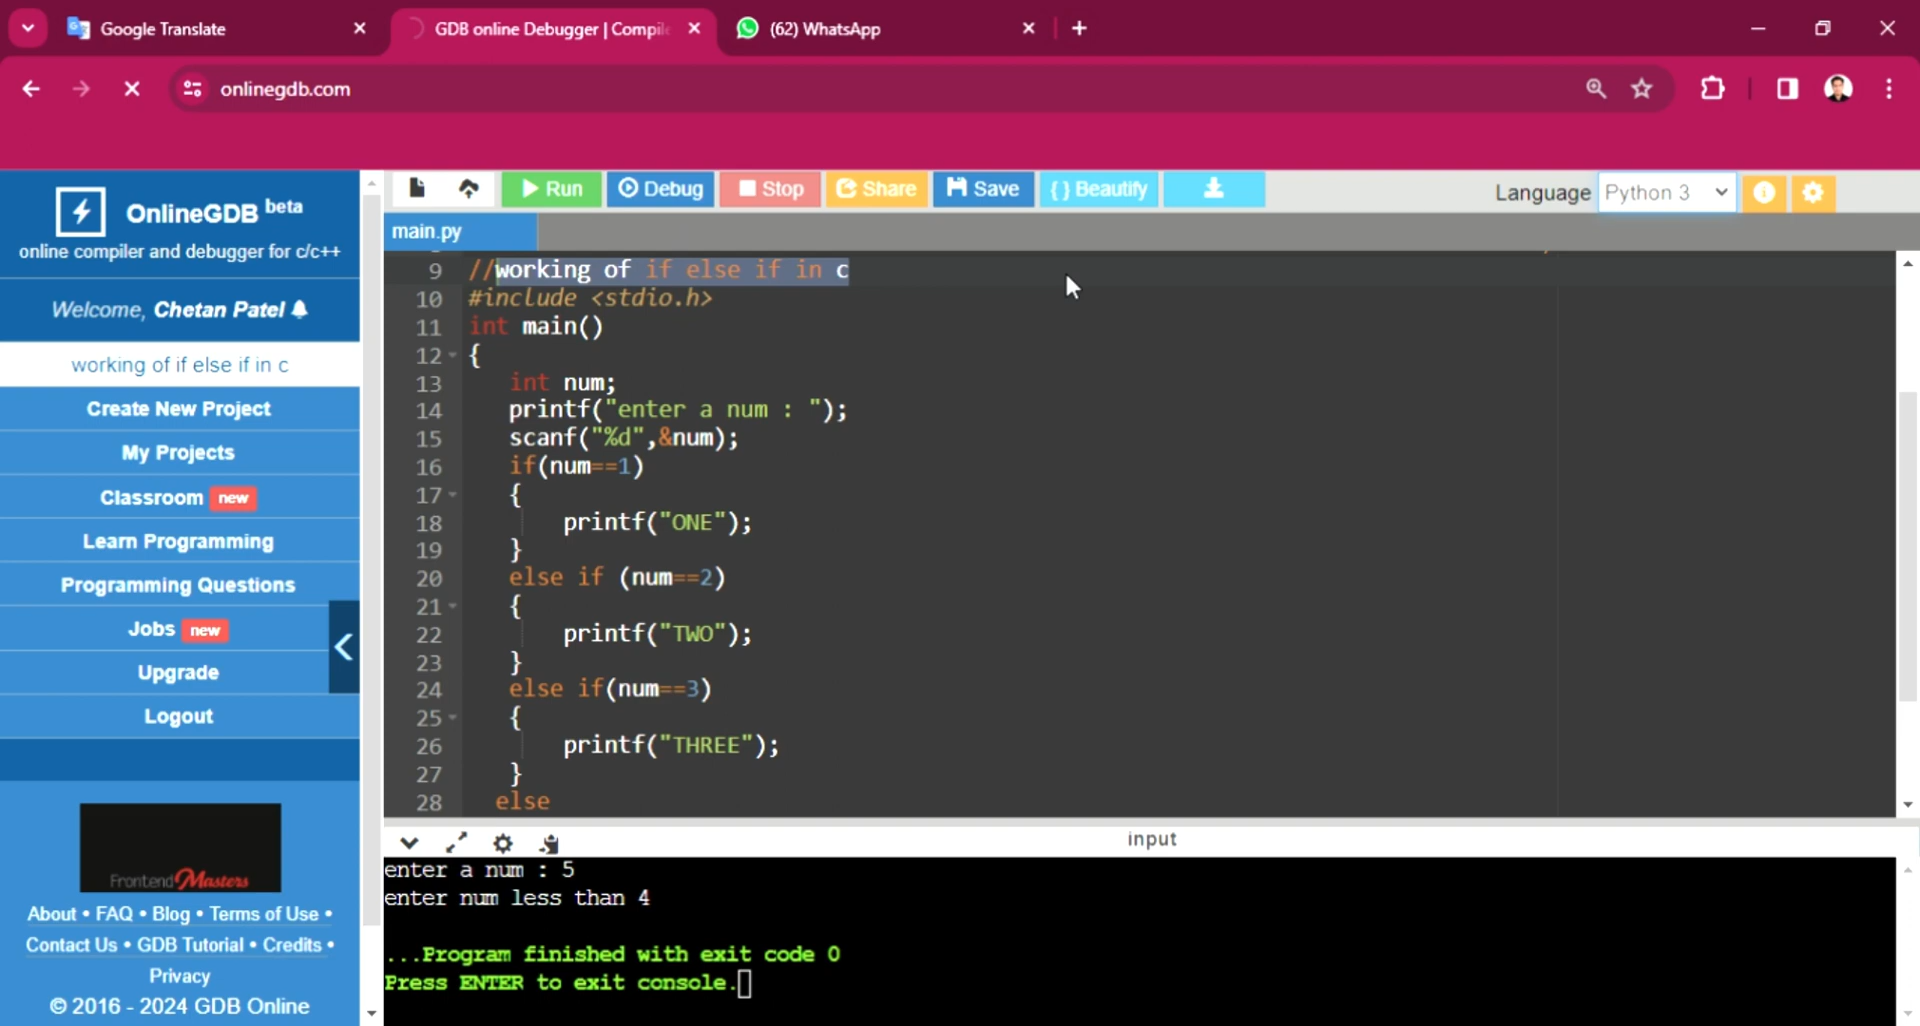 Google Translate
GDB online Debugger | Compile
(62) WhatsApp
onlinegdb.com
OnlineGDB beta
online compiler and debugger for c/c++
Welcome, Chetan Patel
working of if else if in c
Create New Project
My Projects
Classroom new
Learn Programming
Programming Questions
Jobs new
Upgrade
Logout
Frontend Masters
About • FAQ • Blog • Terms of Use •
Contact Us • GDB Tutorial • Credits •
Privacy
© 2016 - 2024 GDB Online
Run Debug Stop Share Save { } Beautify
Language Python 3
main.py
9 //working of if else if in c
10 #include <stdio.h>
11 int main()
12 {
13 int num;
14 printf("enter a num : ");
15 scanf("%d",&num);
16 if(num==1)
17 {
18 printf("ONE");
19 }
20 else if (num==2)
21 {
22 printf("TWO");
23 }
24 else if(num==3)
25 {
26 printf("THREE");
27 }
28 else
input
enter a num : 5
enter num less than 4
...Program finished with exit code 0
Press ENTER to exit console.